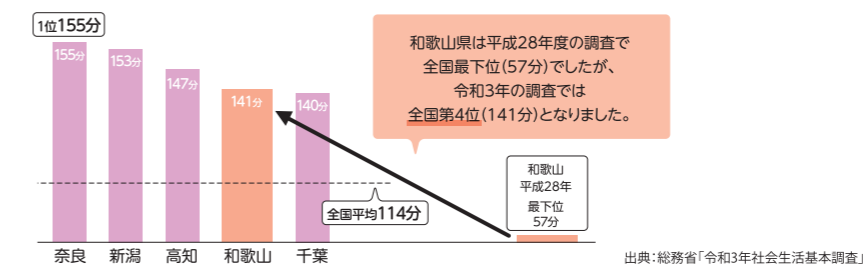 1位155分
155分
153分
147分
141分
140分
和歌山県は平成28年度の調査で
全国最下位(57分)でしたが、
令和3年の調査では
全国第4位(141分)となりました。
全国平均114分
和歌山
平成28年
最下位
57分
奈良
新潟
高知
和歌山
千葉
出典:総務省「令和3年社会生活基本調査」